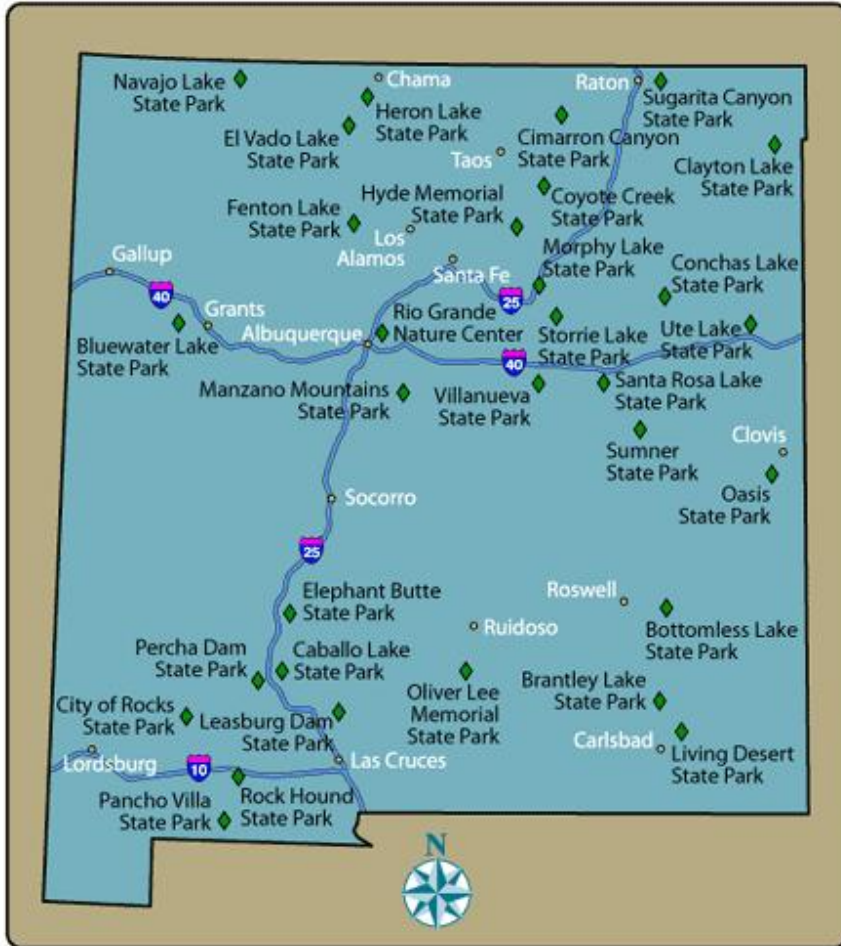 Navajo Lake
State Park
Chama
Heron Lake
State Park
El Vado Lake
State Park
Raton
Sugarita Canyon
State Park
Cimarron Canyon
State Park
Taos
Clayton Lake
State Park
Hyde Memorial
State Park
Coyote Creek
State Park
Fenton Lake
State Park
Los
Alamos
Santa Fe
Morphy Lake
State Park
Conchas Lake
State Park
Gallup
40
Grants
25
Albuquerque
Rio Grande
Nature Center
Storrie Lake
State Park
Ute Lake
State Park
Bluewater Lake
State Park
40
Manzano Mountains
State Park
Villanueva
State Park
Santa Rosa Lake
State Park
Sumner
State Park
Clovis
Oasis
State Park
Socorro
25
Elephant Butte
State Park
Roswell
Ruidoso
Bottomless Lake
State Park
Percha Dam
State Park
Caballo Lake
State Park
Oliver Lee
Memorial
State Park
Brantley Lake
State Park
City of Rocks
State Park
Leasburg Dam
State Park
Carlsbad
Living Desert
State Park
Lordsburg
10
Las Cruces
Pancho Villa
State Park
Rock Hound
State Park
N